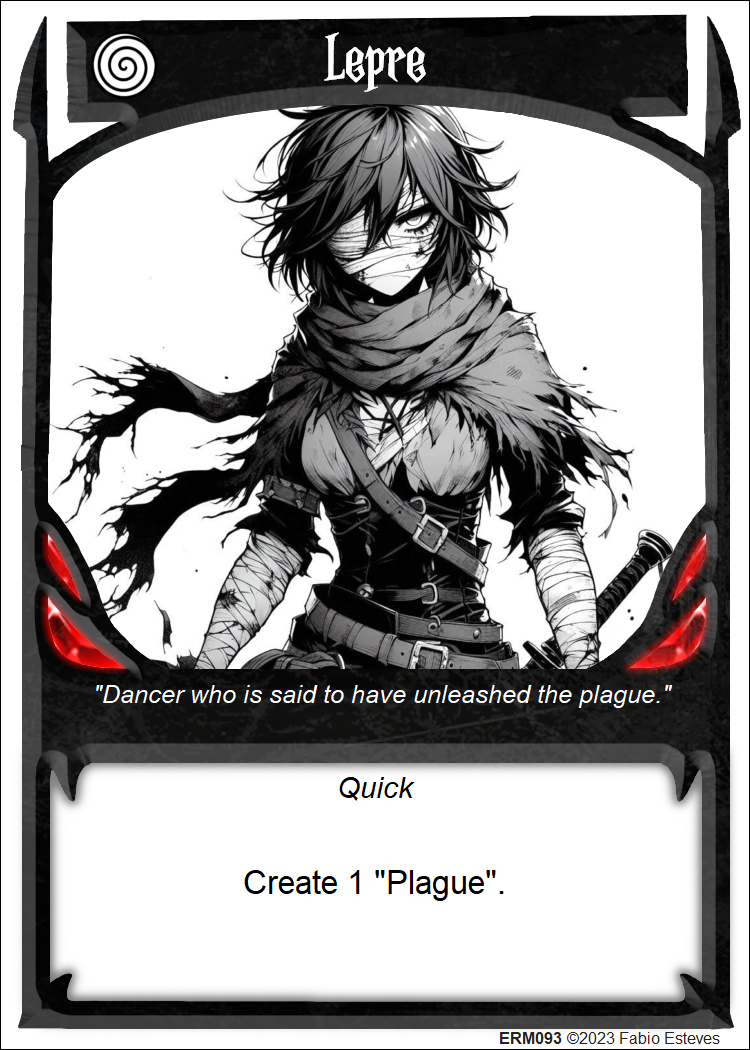 Lepre
"Dancer who is said to have unleashed the plague."
Quick
Create 1 "Plague".
ERM093 ©2023 Fabio Esteves